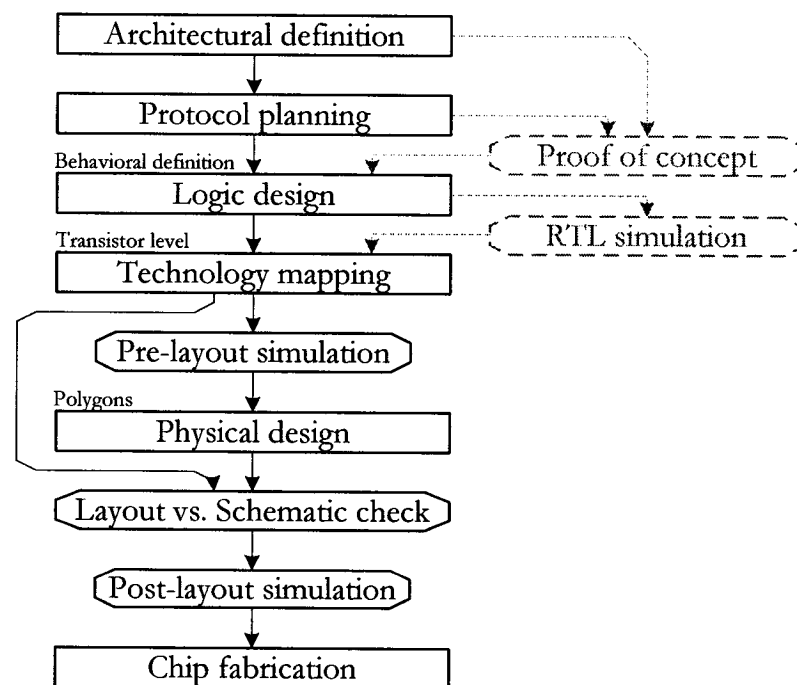 Architectural definition
Protocol planning
Proof of concept
Behavioral definition
Logic design
RTL simulation
Transistor level
Technology mapping
Pre-layout simulation
Polygons
Physical design
Layout vs. Schematic check
Post-layout simulation
Chip fabrication